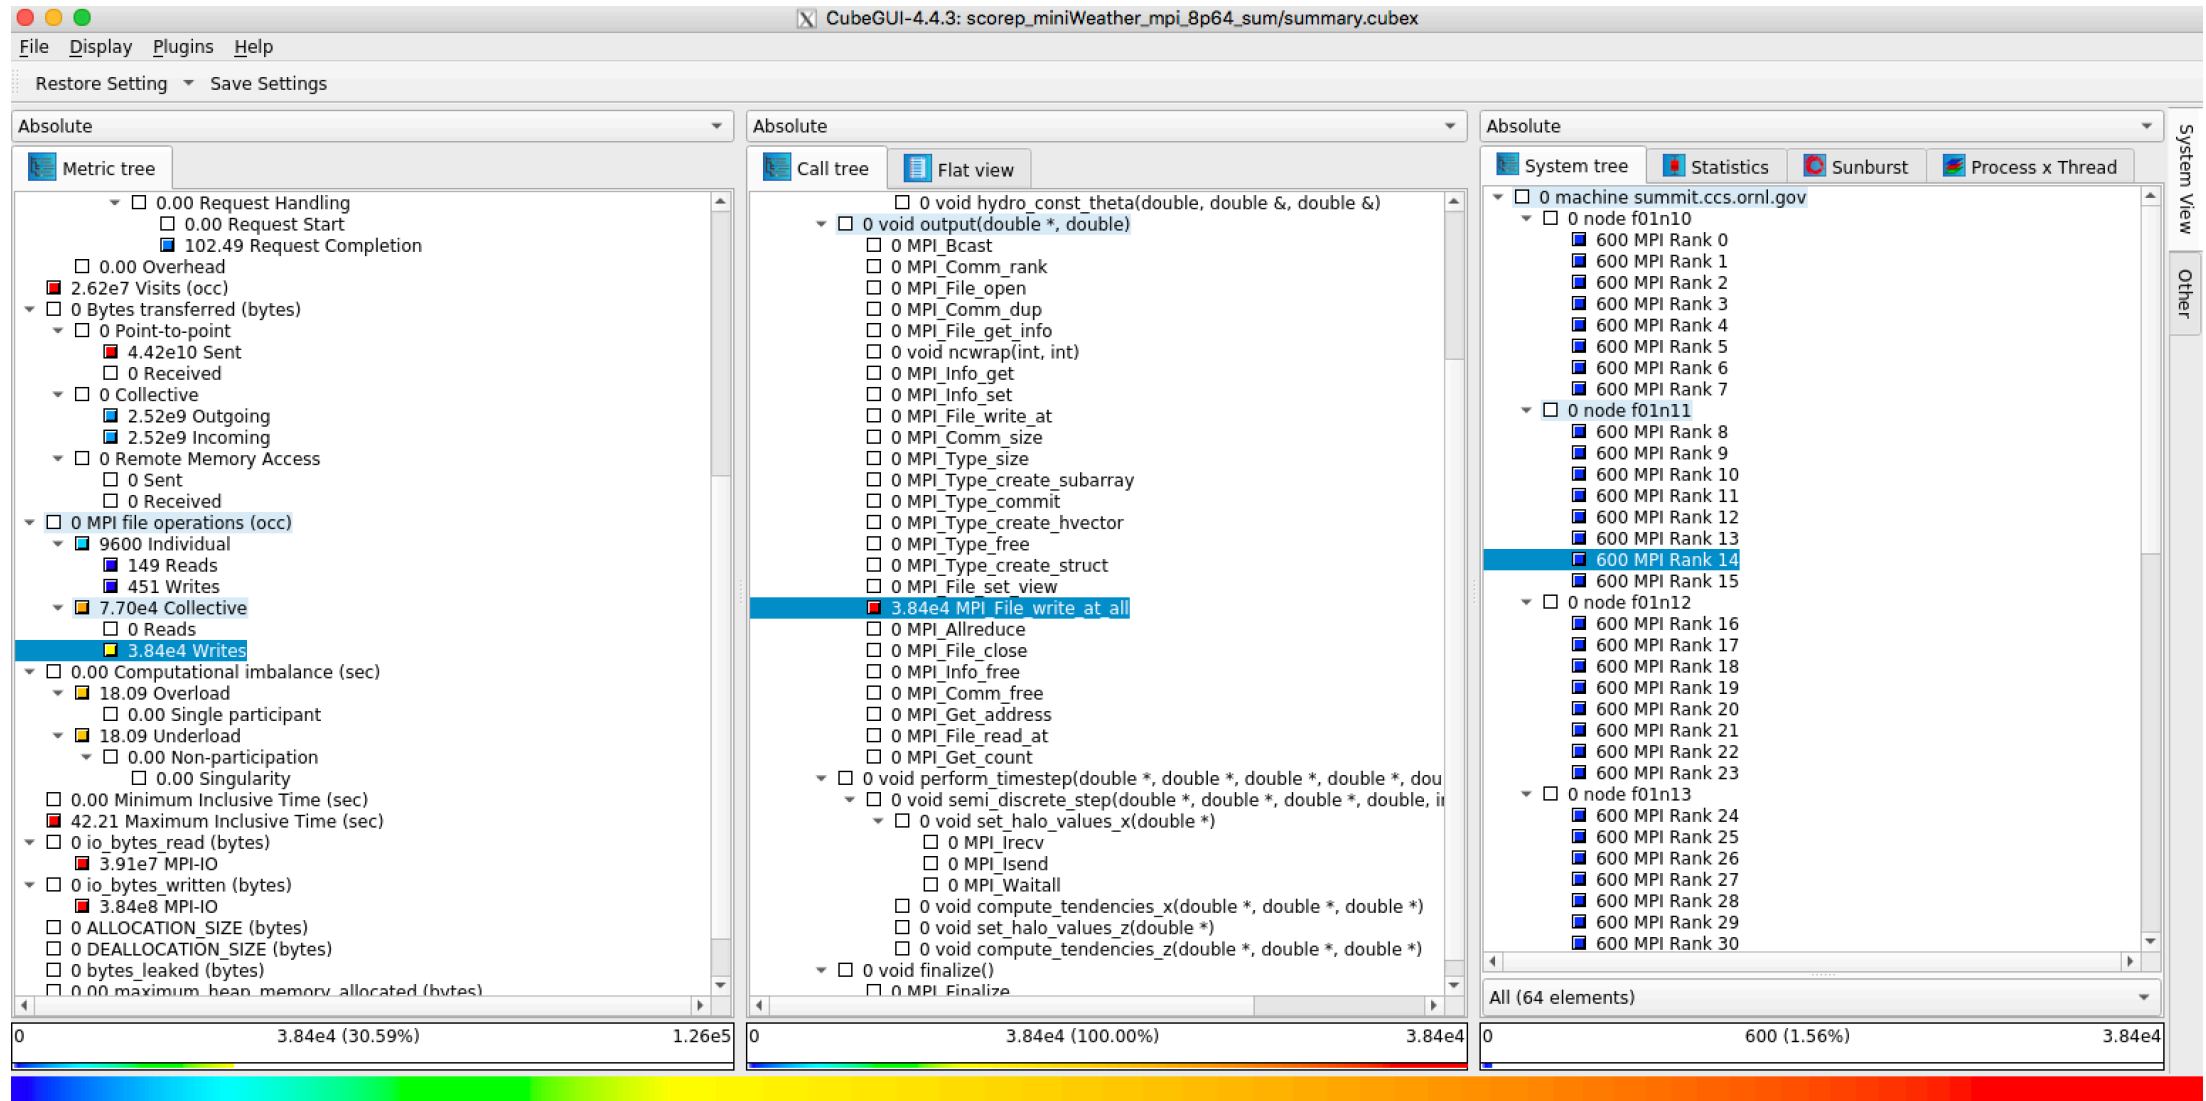 CubeGUI-4.4.3: scorep_miniWeather_mpi_8p64_sum/summary.cubex
File Display Plugins Help
Restore Setting Save Settings
Absolute
Metric tree
0.00 Request Handling
0.00 Request Start
102.49 Request Completion
0.00 Overhead
2.62e7 Visits (occ)
0 Bytes transferred (bytes)
0 Point-to-point
4.42e10 Sent
0 Received
0 Collective
2.52e9 Outgoing
2.52e9 Incoming
0 Remote Memory Access
0 Sent
0 Received
0 MPI file operations (occ)
9600 Individual
149 Reads
451 Writes
7.70e4 Collective
0 Reads
3.84e4 Writes
0.00 Computational imbalance (sec)
18.09 Overload
0.00 Single participant
18.09 Underload
0.00 Non-participation
0.00 Singularity
0.00 Minimum Inclusive Time (sec)
42.21 Maximum Inclusive Time (sec)
0 io_bytes_read (bytes)
3.91e7 MPI-IO
0 io_bytes_written (bytes)
3.84e8 MPI-IO
0 ALLOCATION_SIZE (bytes)
0 DEALLOCATION_SIZE (bytes)
0 bytes_leaked (bytes)
0.00 maximum_heap_memory_allocated (bytes)
0 3.84e4 (30.59%) 1.26e5
Absolute
Call tree Flat view
0 void hydro_const_theta(double, double &, double &)
0 void output(double *, double)
0 MPI_Bcast
0 MPI_Comm_rank
0 MPI_File_open
0 MPI_Comm_dup
0 MPI_File_get_info
0 void ncwrap(int, int)
0 MPI_Info_get
0 MPI_Info_set
0 MPI_File_write_at
0 MPI_Comm_size
0 MPI_Type_size
0 MPI_Type_create_subarray
0 MPI_Type_commit
0 MPI_Type_create_hvector
0 MPI_Type_free
0 MPI_Type_create_struct
0 MPI_File_set_view
3.84e4 MPI_File_write_at_all
0 MPI_Allreduce
0 MPI_File_close
0 MPI_Info_free
0 MPI_Comm_free
0 MPI_Get_address
0 MPI_File_read_at
0 MPI_Get_count
0 void perform_timestep(double *, double *, double *, double *, dou
0 void semi_discrete_step(double *, double *, double *, double, i
0 void set_halo_values_x(double *)
0 MPI_Irecv
0 MPI_Isend
0 MPI_Waitall
0 void compute_tendencies_x(double *, double *, double *)
0 void set_halo_values_z(double *)
0 void compute_tendencies_z(double *, double *, double *)
0 void finalize()
0 MPI_Finalize
0 3.84e4 (100.00%) 3.84e4
Absolute
System tree Statistics Sunburst Process x Thread
0 machine summit.ccs.ornl.gov
0 node f01n10
600 MPI Rank 0
600 MPI Rank 1
600 MPI Rank 2
600 MPI Rank 3
600 MPI Rank 4
600 MPI Rank 5
600 MPI Rank 6
600 MPI Rank 7
0 node f01n11
600 MPI Rank 8
600 MPI Rank 9
600 MPI Rank 10
600 MPI Rank 11
600 MPI Rank 12
600 MPI Rank 13
600 MPI Rank 14
600 MPI Rank 15
0 node f01n12
600 MPI Rank 16
600 MPI Rank 17
600 MPI Rank 18
600 MPI Rank 19
600 MPI Rank 20
600 MPI Rank 21
600 MPI Rank 22
600 MPI Rank 23
0 node f01n13
600 MPI Rank 24
600 MPI Rank 25
600 MPI Rank 26
600 MPI Rank 27
600 MPI Rank 28
600 MPI Rank 29
600 MPI Rank 30
All (64 elements)
0 600 (1.56%) 3.84e4
System View
Other